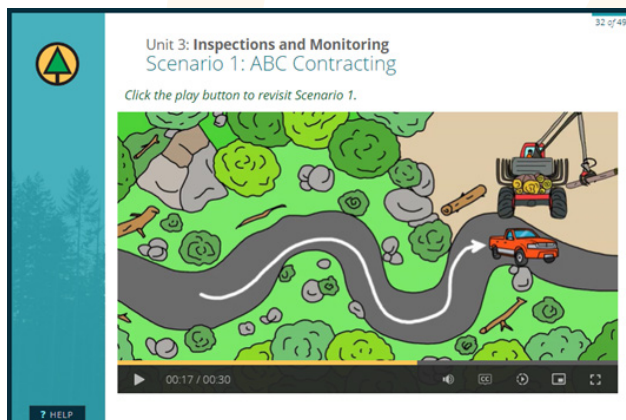 32 of 49
Unit 3: Inspections and Monitoring
Scenario 1: ABC Contracting
Click the play button to revisit Scenario 1.
00:17 / 00:30
CC
? HELP